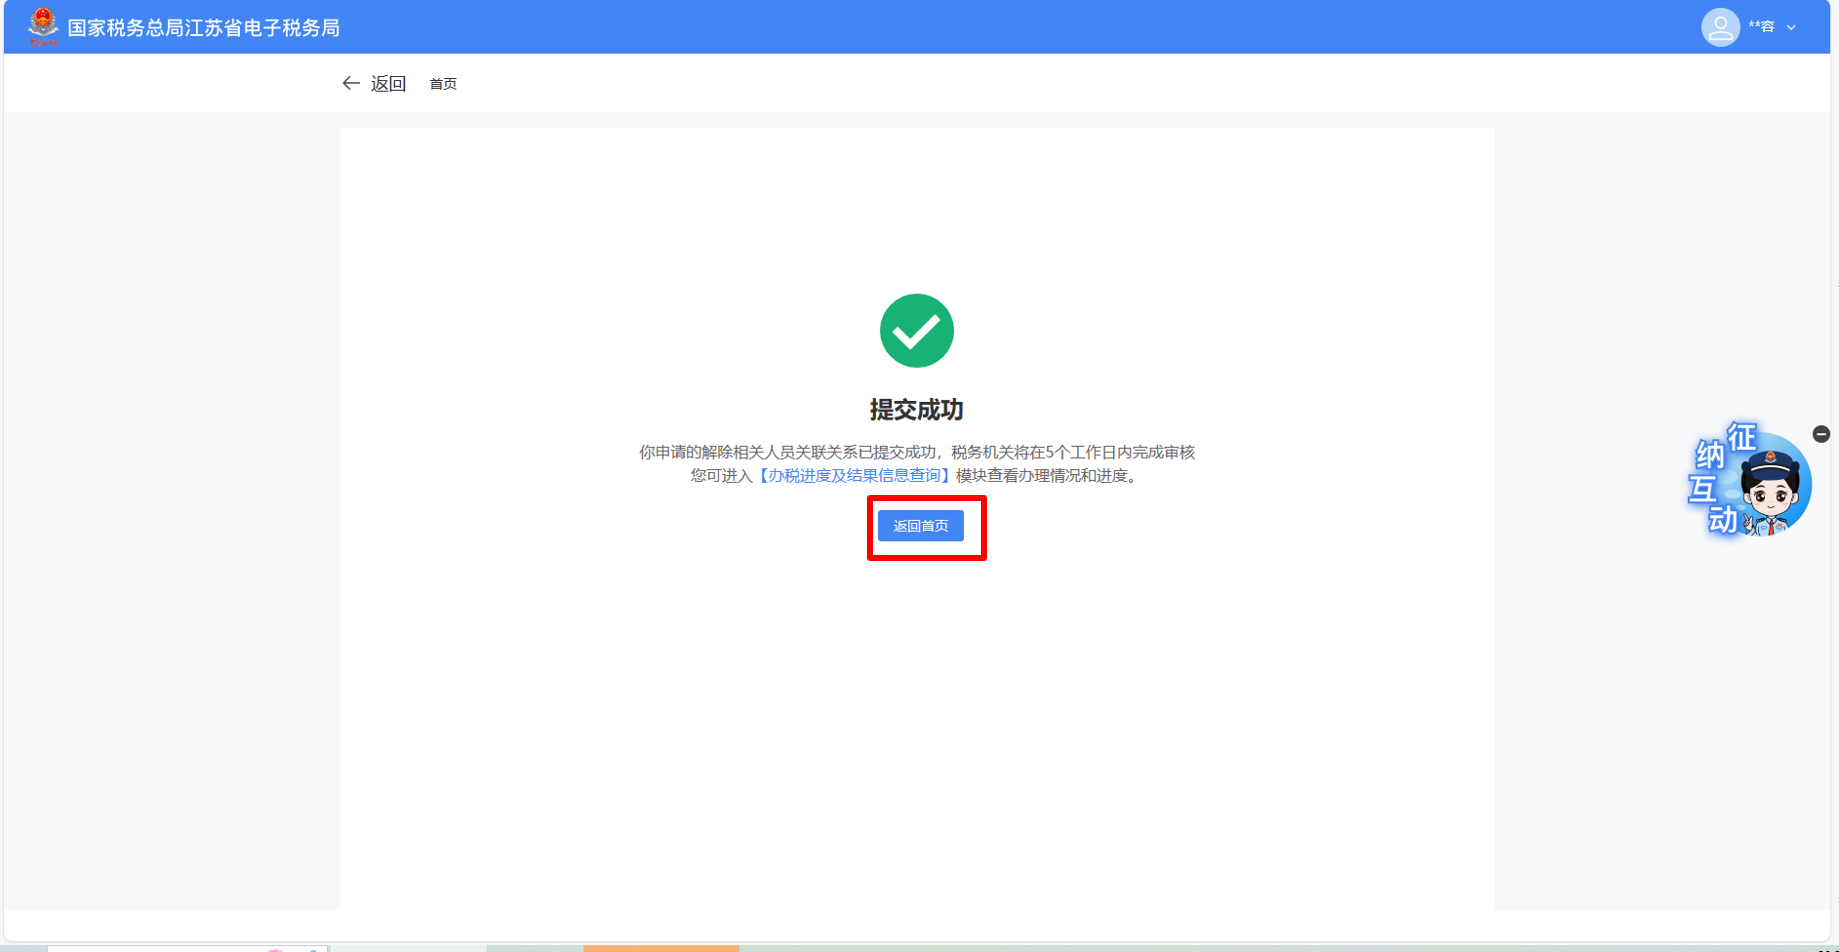 国家税务总局江苏省电子税务局
**容
返回 首页
提交成功
你申请的解除相关人员关联关系已提交成功，税务机关将在5个工作日内完成审核
您可进入【办税进度及结果信息查询】模块查看办理情况和进度。
返回首页
征纳互动